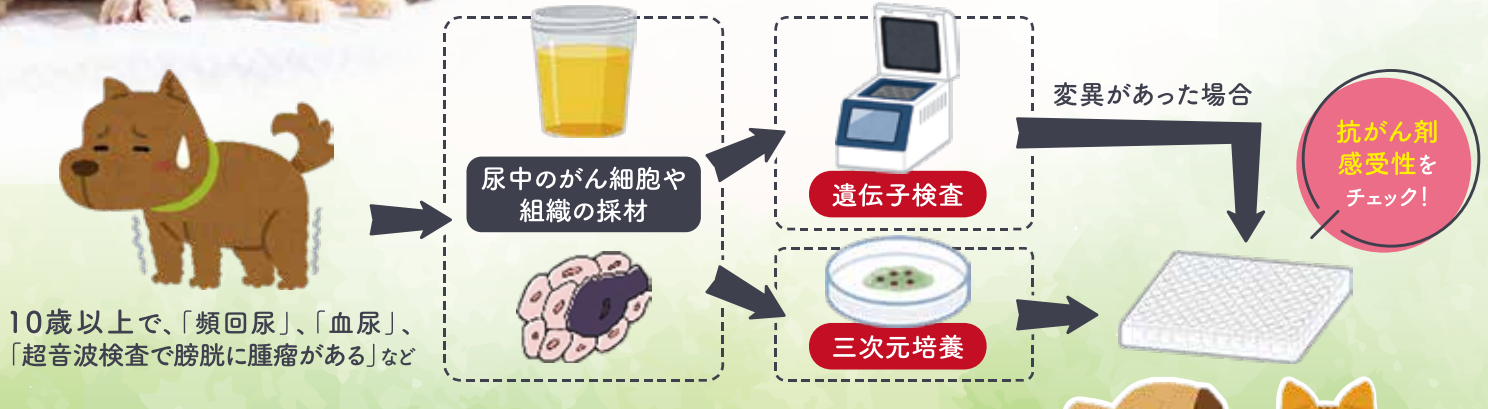 10歳以上で、「頻回尿」、「血尿」、
「超音波検査で膀胱に腫瘤がある」など
尿中のがん細胞や
組織の採材
遺伝子検査
三次元培養
変異があった場合
抗がん剤
感受性を
チェック!